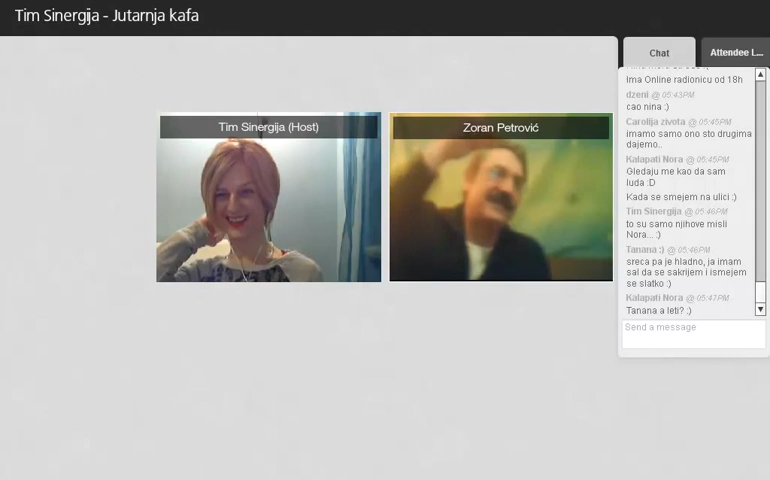 Tim Sinergija - Jutarnja kafa
Chat
Attendee L...
Tim Sinergija (Host)
Zoran Petrović
Ima Online radionicu od 18h
dzeni @ 05:43PM
cao nina :)
Carolija zivota @ 05:45PM
imamo samo ono sto drugima
dajemo..
Kalapati Nora @ 05:45PM
Gledaju me kao da sam
luda :D
Kada se smejem na ulici :)
Tim Sinergija @ 05:46PM
to su samo njihove misli
Nora... :)
Tanana :) @ 05:46PM
sreca pa je hladno, ja imam
sal da se sakrijem i ismejem
se slatko :)
Kalapati Nora @ 05:47PM
Tanana a leti? ;)
Send a message